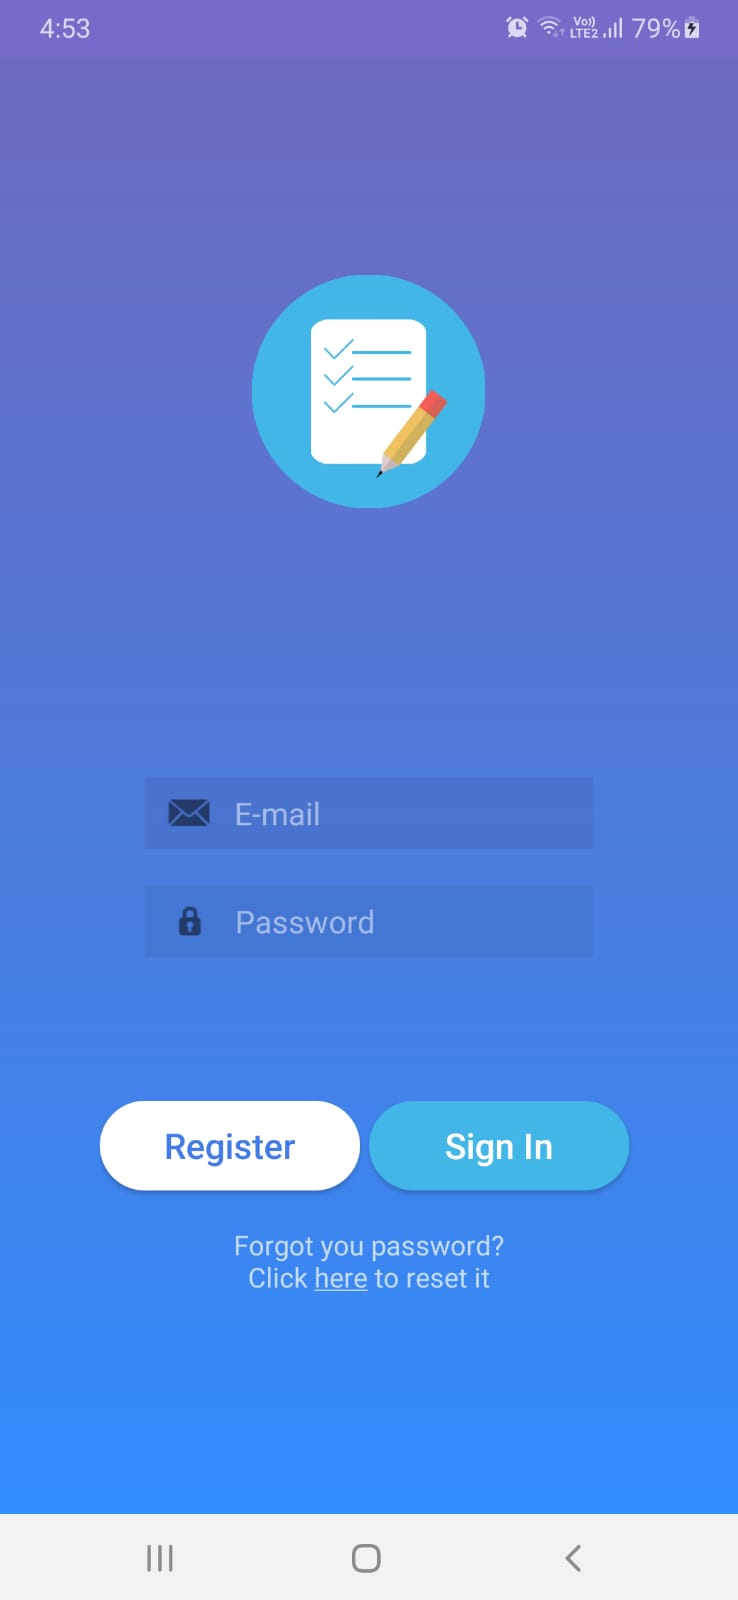 4:53
Vo)) LTE2 79%
E-mail
Password
Register Sign In
Forgot you password?
Click here to reset it